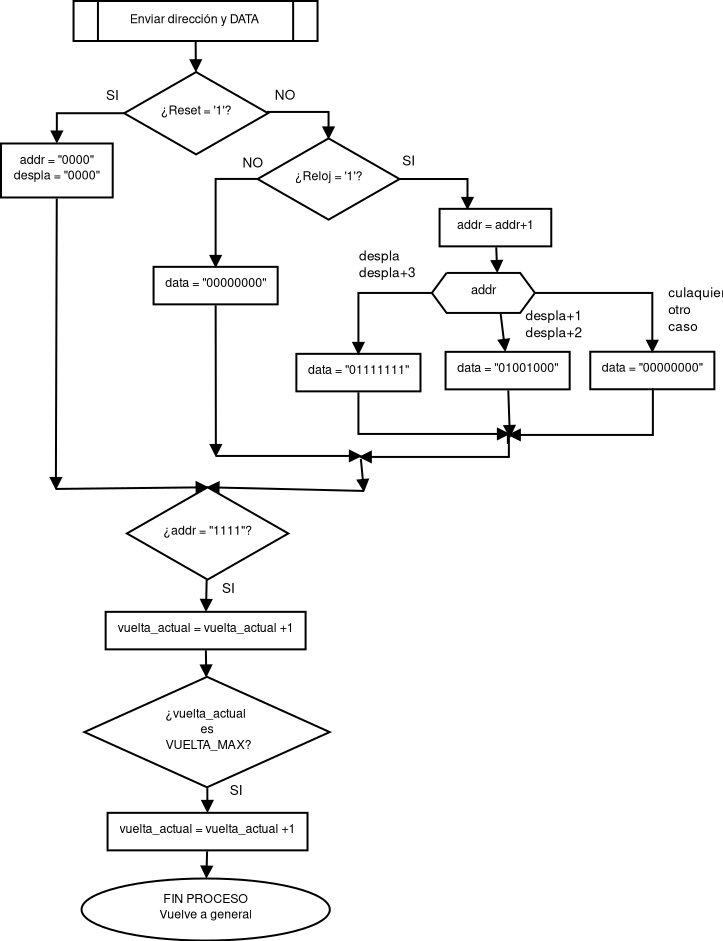 Enviar dirección y DATA
SI
NO
¿Reset = '1'?
addr = "0000"
despla = "0000"
NO
SI
¿Reloj = '1'?
addr = addr+1
data = "00000000"
despla
despla+3
addr
culaquier
otro
caso
despla+1
despla+2
data = "01111111"
data = "01001000"
data = "00000000"
¿addr = "1111"?
SI
vuelta_actual = vuelta_actual +1
¿vuelta_actual
es
VUELTA_MAX?
SI
vuelta_actual = vuelta_actual +1
FIN PROCESO
Vuelve a general